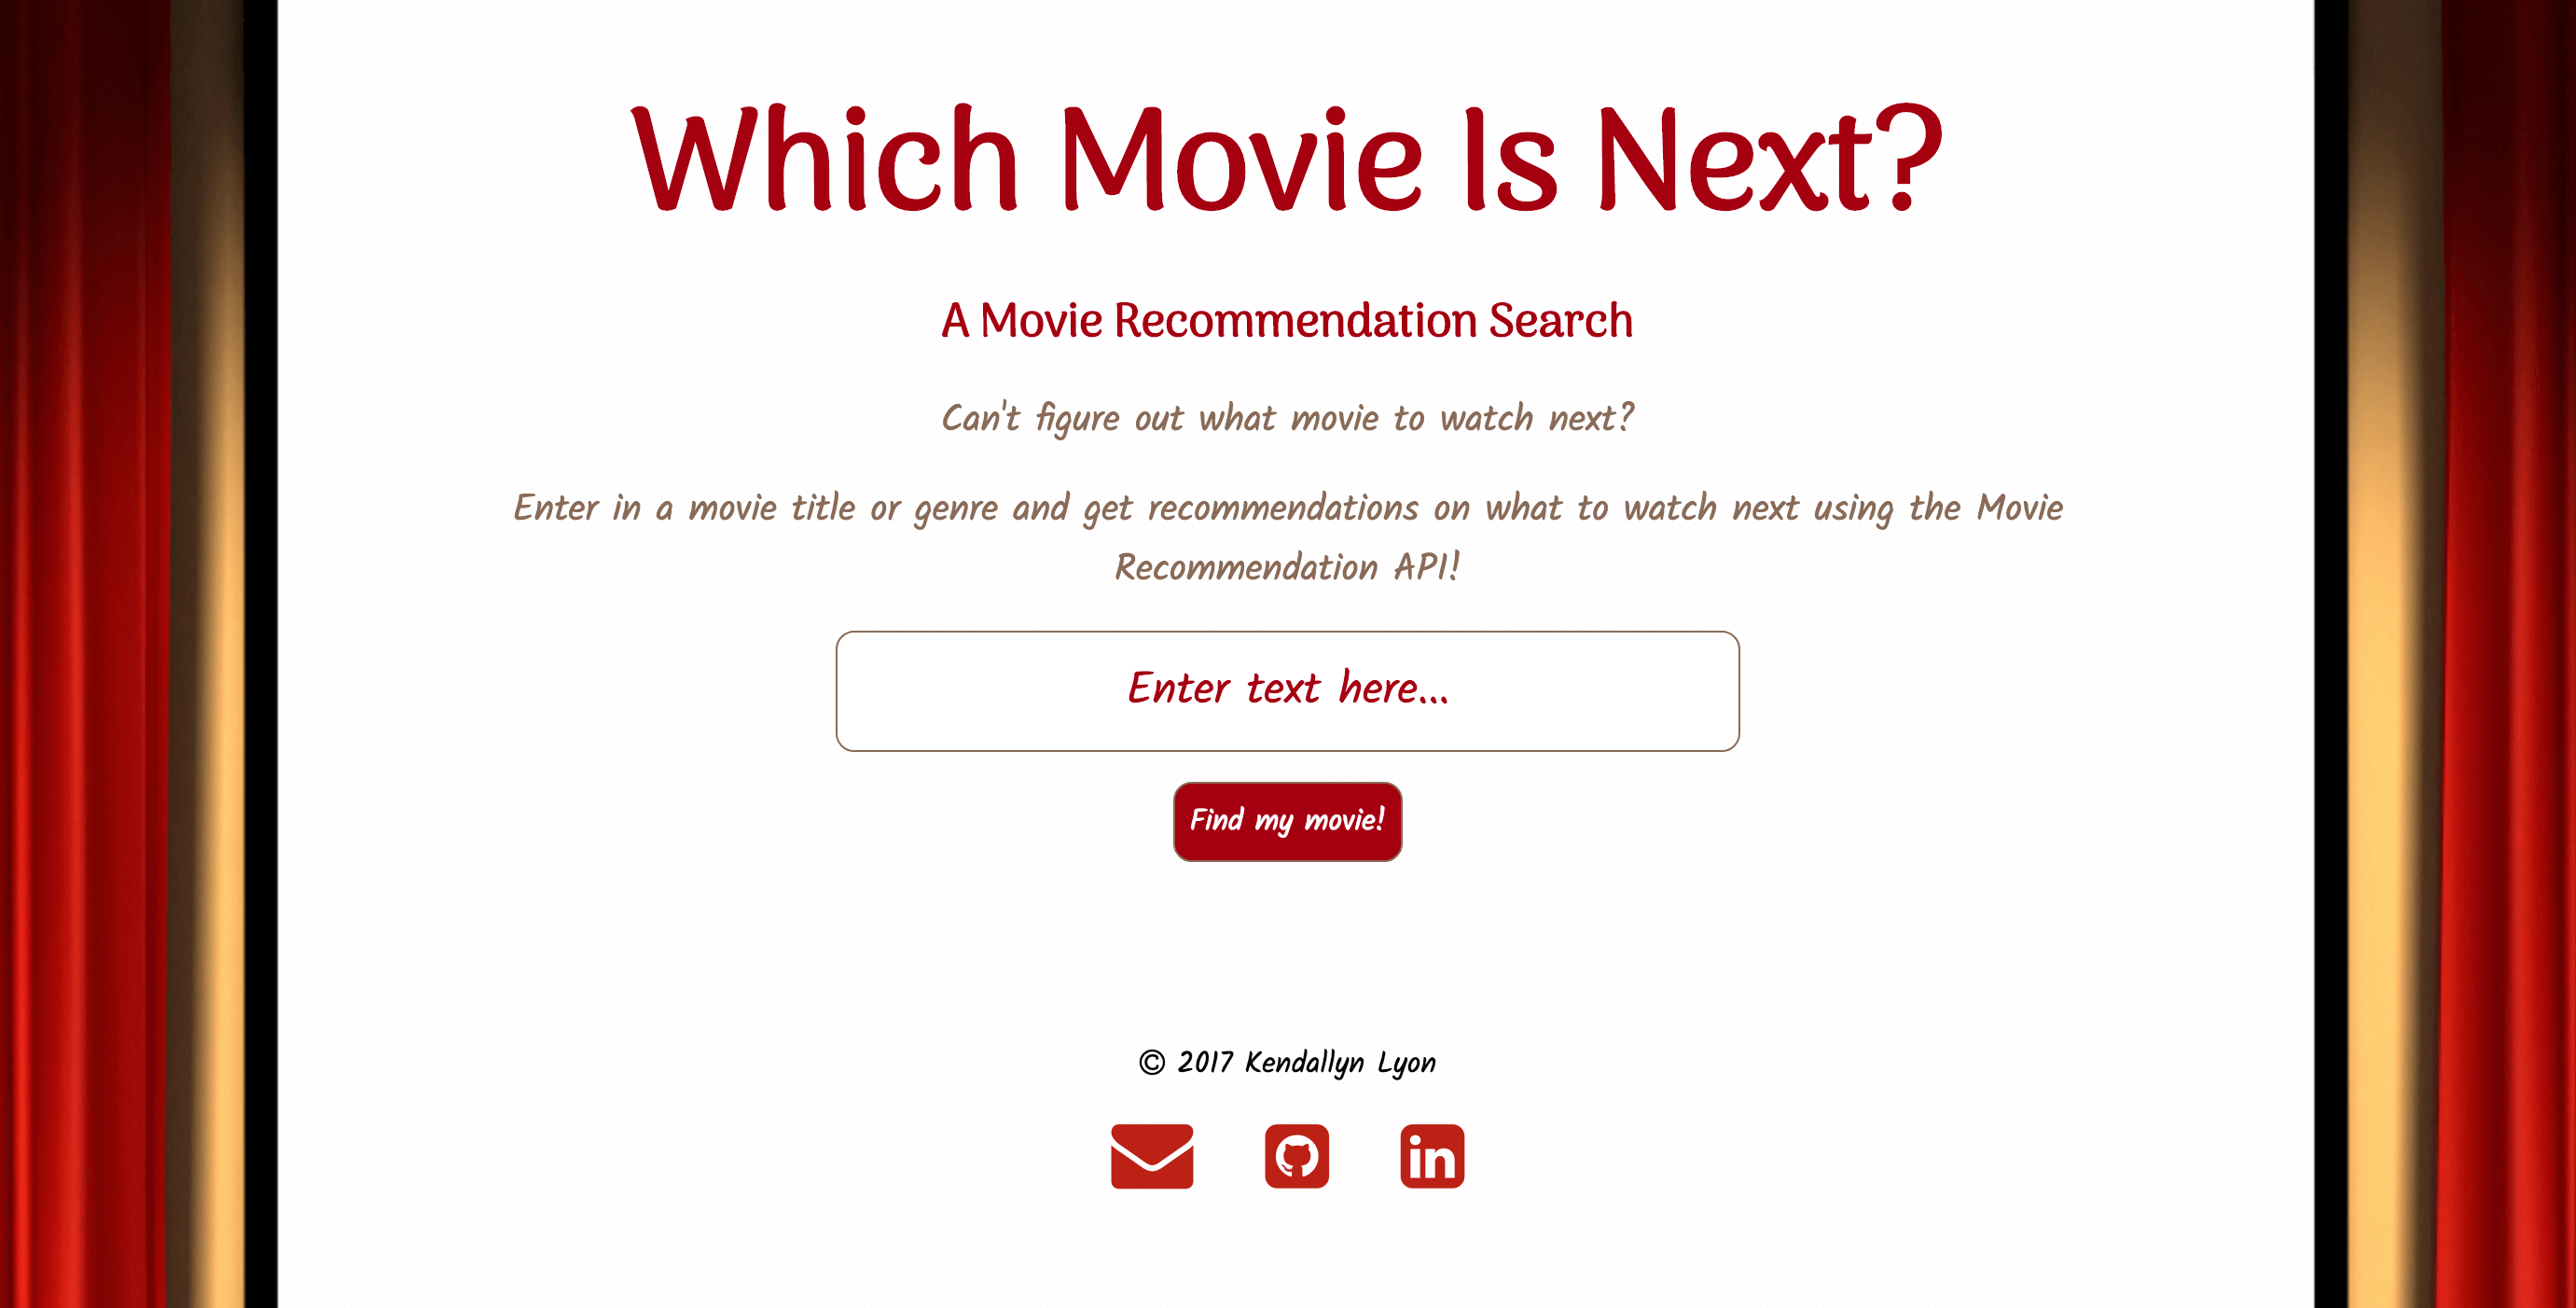 Which Movie Is Next?
A Movie Recommendation Search
Can't figure out what movie to watch next?
Enter in a movie title or genre and get recommendations on what to watch next using the Movie
Recommendation API!
Enter text here...
Find my movie!
© 2017 Kendallyn Lyon
in